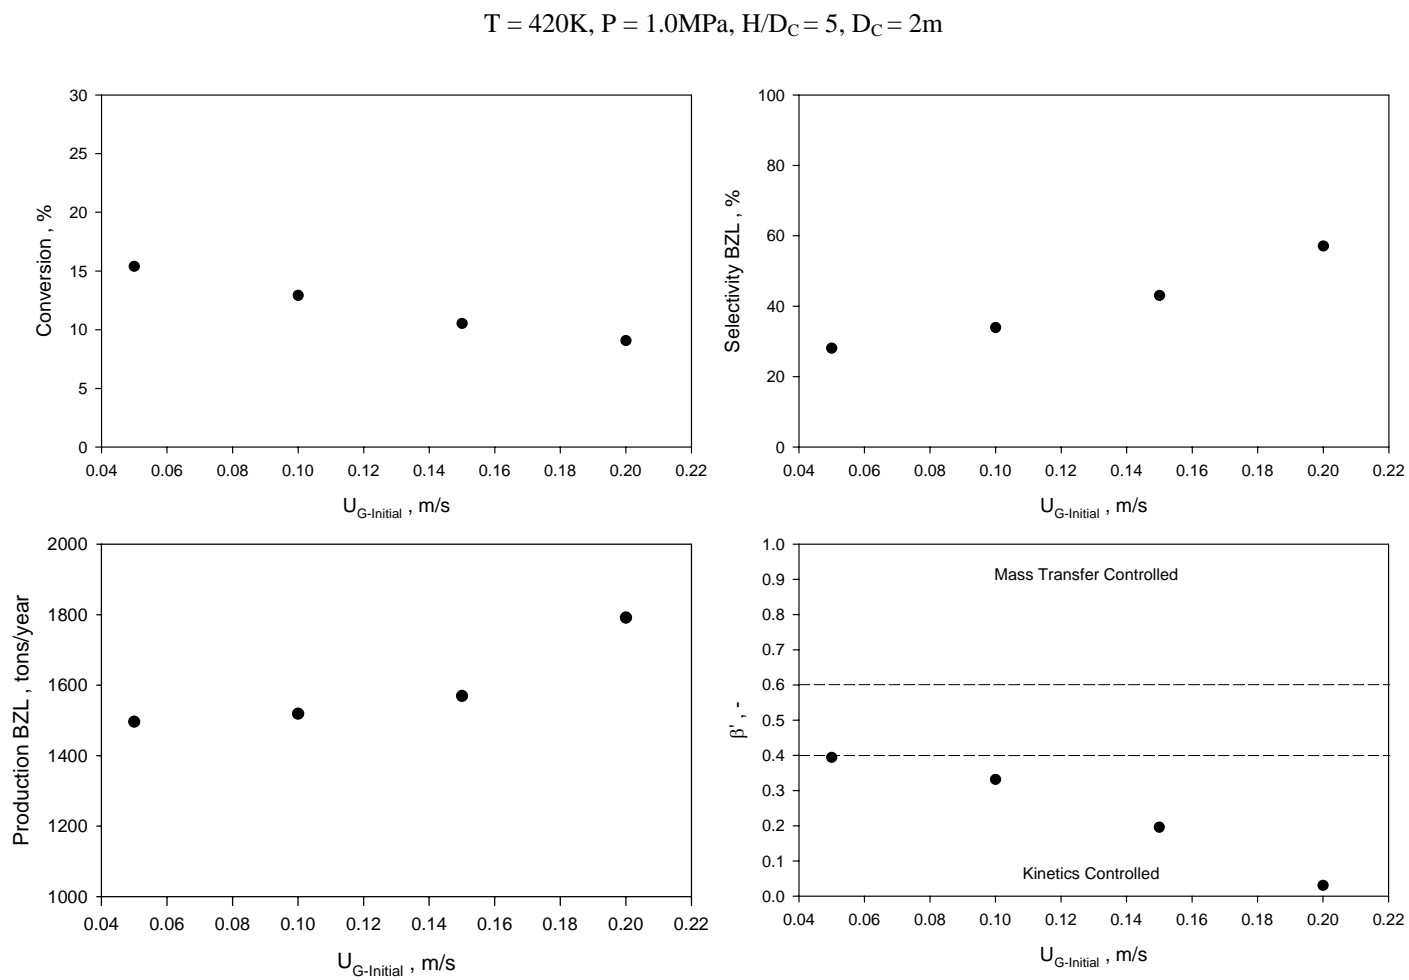 T = 420K, P = 1.0MPa, H/DC = 5, DC = 2m
30
25
20
15
10
5
0
Conversion , %
0.04 0.06 0.08 0.10 0.12 0.14 0.16 0.18 0.20 0.22
UG-Initial , m/s
100
80
60
40
20
0
Selectivity BZL , %
0.04 0.06 0.08 0.10 0.12 0.14 0.16 0.18 0.20 0.22
UG-Initial , m/s
2000
1800
1600
1400
1200
1000
Production BZL , tons/year
0.04 0.06 0.08 0.10 0.12 0.14 0.16 0.18 0.20 0.22
UG-Initial , m/s
1.0
0.9
0.8
0.7
0.6
0.5
0.4
0.3
0.2
0.1
0.0
β' , -
Mass Transfer Controlled
Kinetics Controlled
0.04 0.06 0.08 0.10 0.12 0.14 0.16 0.18 0.20 0.22
UG-Initial , m/s